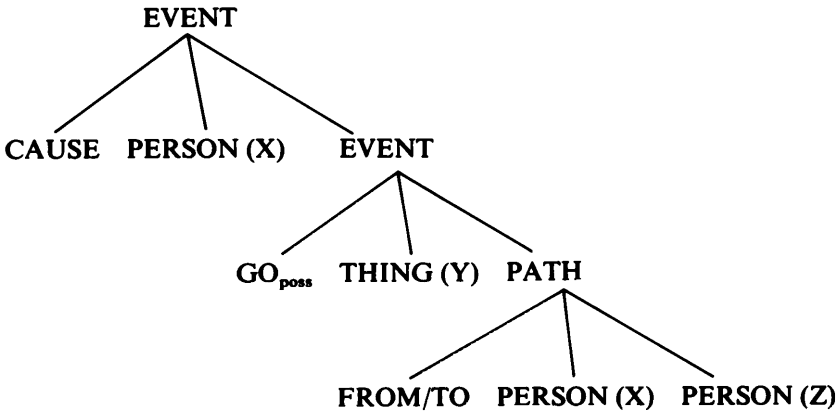 EVENT
CAUSE PERSON (X) EVENT
GOposs THING (Y) PATH
FROM/TO PERSON (X) PERSON (Z)